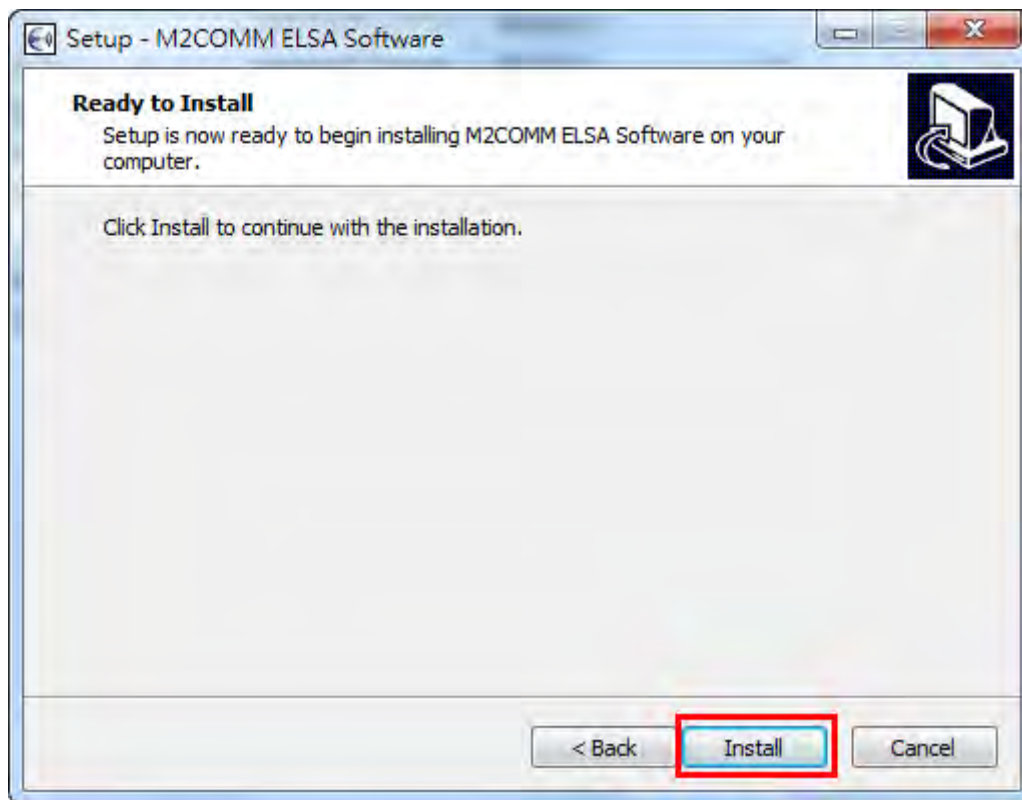 Setup - M2COMM ELSA Software
Ready to Install
Setup is now ready to begin installing M2COMM ELSA Software on your
computer.
Click Install to continue with the installation.
< Back Install Cancel